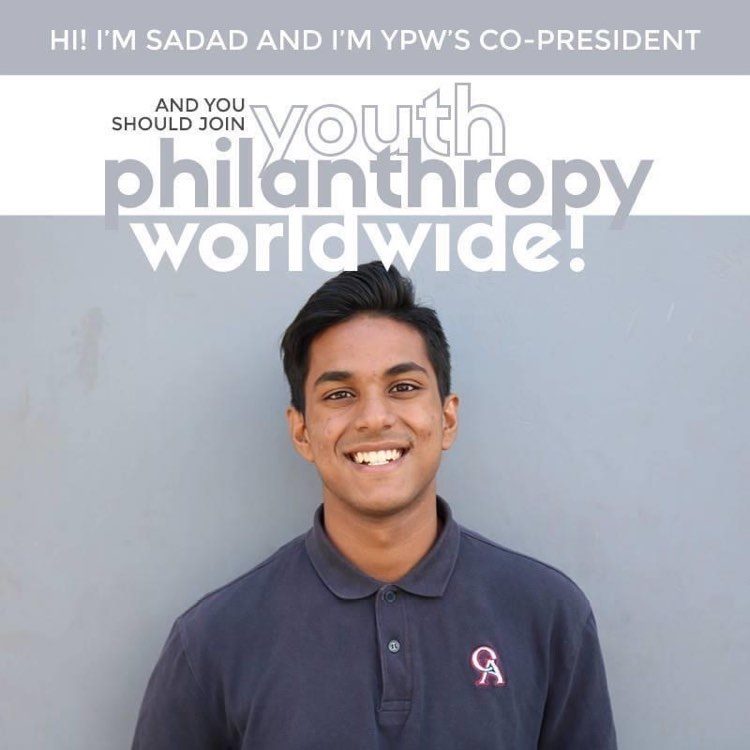 HI! I'M SADAD AND I'M YPW'S CO-PRESIDENT
AND YOU
SHOULD JOIN
youth
philanthropy
worldwide!
CA